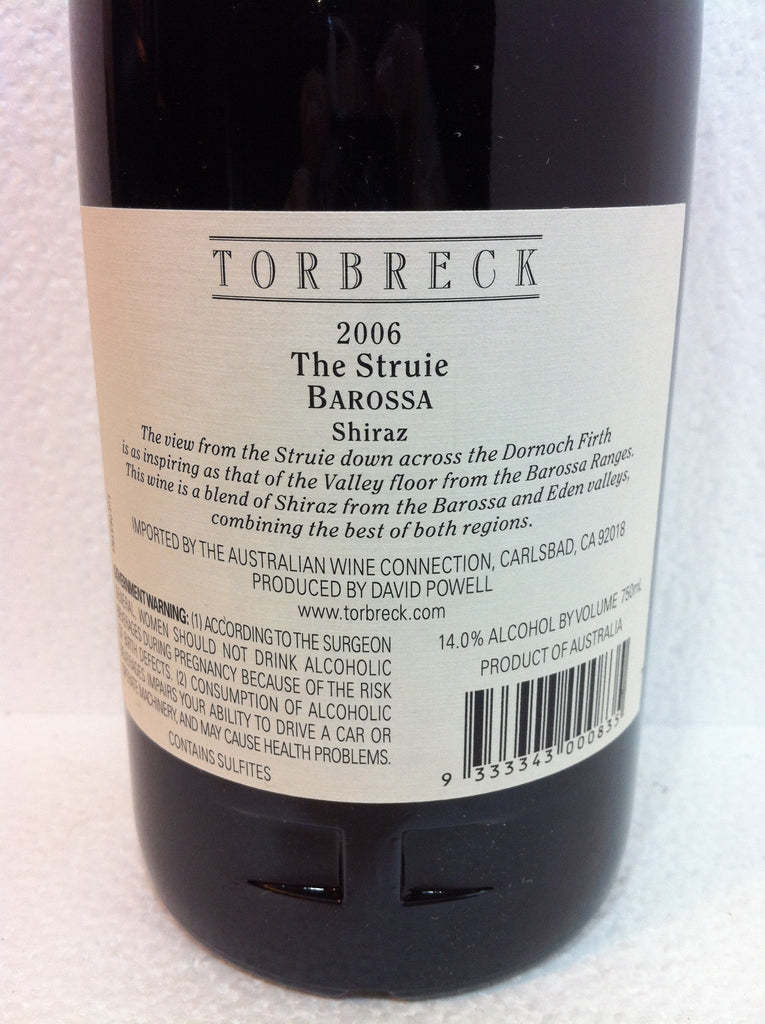 TORBRECK
2006
The Struie
BAROSSA
Shiraz
The view from the Struie down across the Dornoch Firth
is as inspiring as that of the Valley floor from the Barossa Ranges.
This wine is a blend of Shiraz from the Barossa and Eden valleys,
combining the best of both regions.
IMPORTED BY THE AUSTRALIAN WINE CONNECTION, CARLSBAD, CA 92018
PRODUCED BY DAVID POWELL
www.torbreck.com
WARNING: (1) ACCORDING TO THE SURGEON
WOMEN SHOULD NOT DRINK ALCOHOLIC
DURING PREGNANCY BECAUSE OF THE RISK
DEFECTS. (2) CONSUMPTION OF ALCOHOLIC
IMPAIRS YOUR ABILITY TO DRIVE A CAR OR
MACHINERY, AND MAY CAUSE HEALTH PROBLEMS.
CONTAINS SULFITES
14.0% ALCOHOL BY VOLUME 750mL
PRODUCT OF AUSTRALIA
9 333343 000835